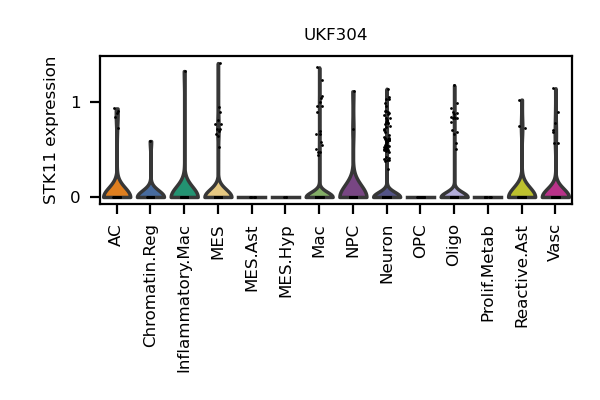 UKF304
STK11 expression
1
0
AC
Chromatin.Reg
Inflammatory.Mac
MES
MES.Ast
MES.Hyp
Mac
NPC
Neuron
OPC
Oligo
Prolif.Metab
Reactive.Ast
Vasc